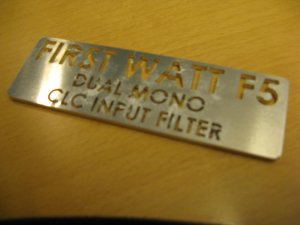 FIRST WATT F5
DUAL MONO
CLC INPUT FILTER